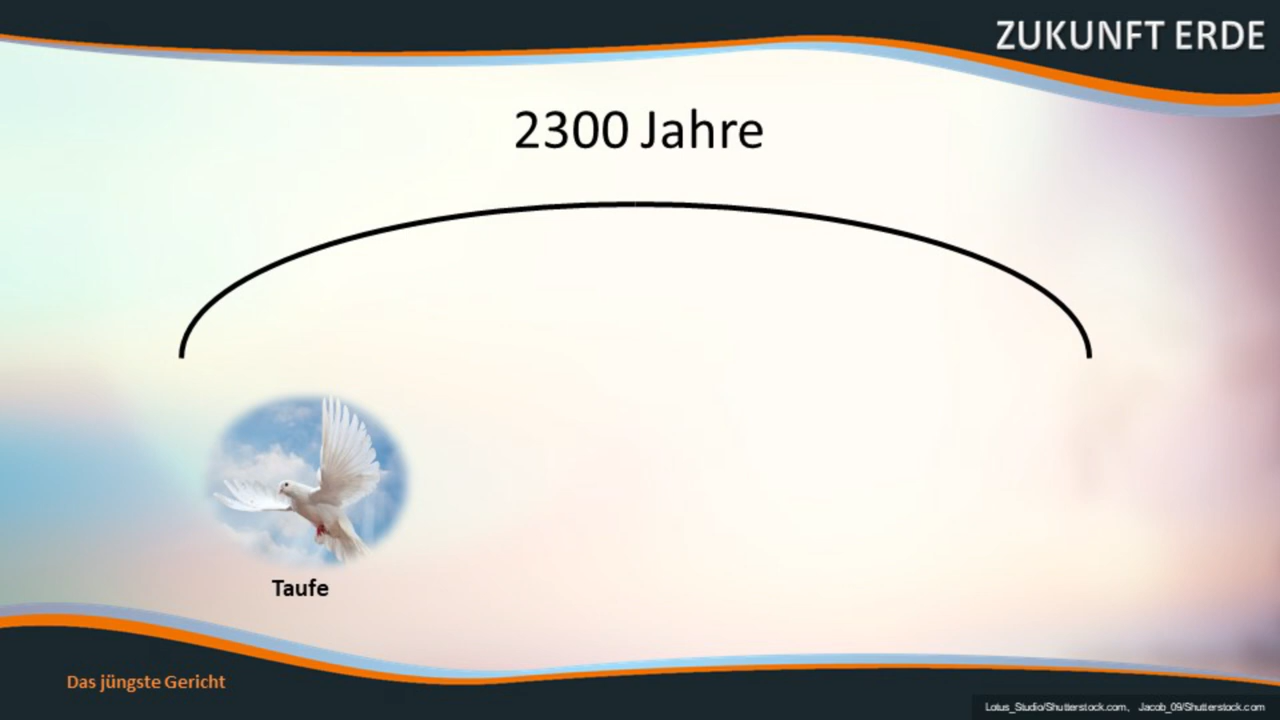 ZUKUNFT ERDE
2300 Jahre
Taufe
Das jüngste Gericht
Lotus_Studio/Shutterstock.com, Jacob_09/Shutterstock.com